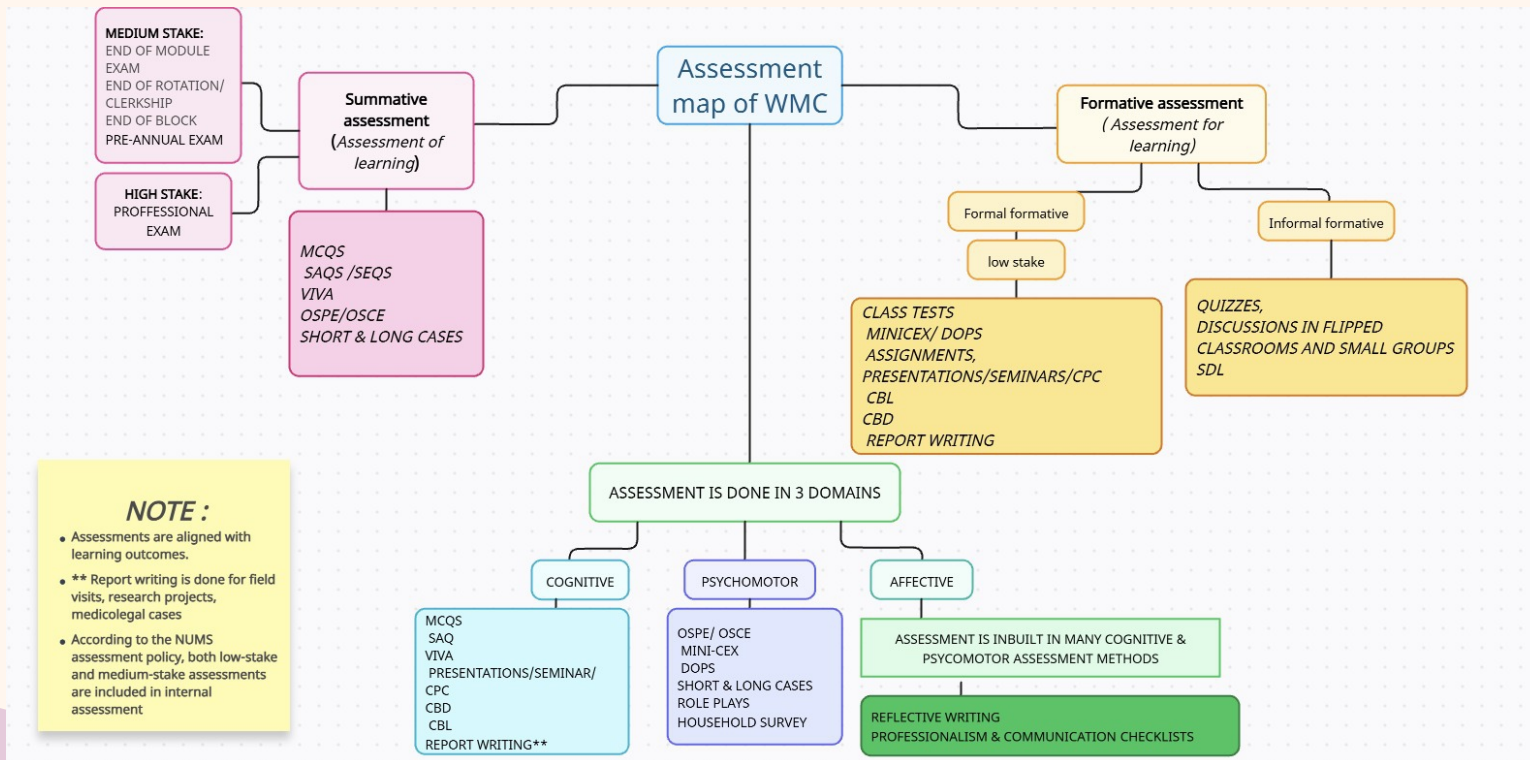 Assessment
map of WMC
MEDIUM STAKE:
END OF MODULE
EXAM
END OF ROTATION/
CLERKSHIP
END OF BLOCK
PRE-ANNUAL EXAM
HIGH STAKE:
PROFFESSIONAL
EXAM
Summative
assessment
(Assessment of
learning)
MCQS
SAQS /SEQS
VIVA
OSPE/OSCE
SHORT & LONG CASES
Formative assessment
( Assessment for
learning)
Formal formative
low stake
CLASS TESTS
MINICEX/ DOPS
ASSIGNMENTS,
PRESENTATIONS/SEMINARS/CPC
CBL
CBD
REPORT WRITING
Informal formative
QUIZZES,
DISCUSSIONS IN FLIPPED
CLASSROOMS AND SMALL GROUPS
SDL
ASSESSMENT IS DONE IN 3 DOMAINS
COGNITIVE
MCQS
SAQ
VIVA
PRESENTATIONS/SEMINAR/
CPC
CBD
CBL
REPORT WRITING**
PSYCHOMOTOR
OSPE/ OSCE
MINI-CEX
DOPS
SHORT & LONG CASES
ROLE PLAYS
HOUSEHOLD SURVEY
AFFECTIVE
ASSESSMENT IS INBUILT IN MANY COGNITIVE &
PSYCOMOTOR ASSESSMENT METHODS
REFLECTIVE WRITING
PROFESSIONALISM & COMMUNICATION CHECKLISTS
NOTE :
• Assessments are aligned with
learning outcomes.
• ** Report writing is done for field
visits, research projects,
medicolegal cases
• According to the NUMS
assessment policy, both low-stake
and medium-stake assessments
are included in internal
assessment